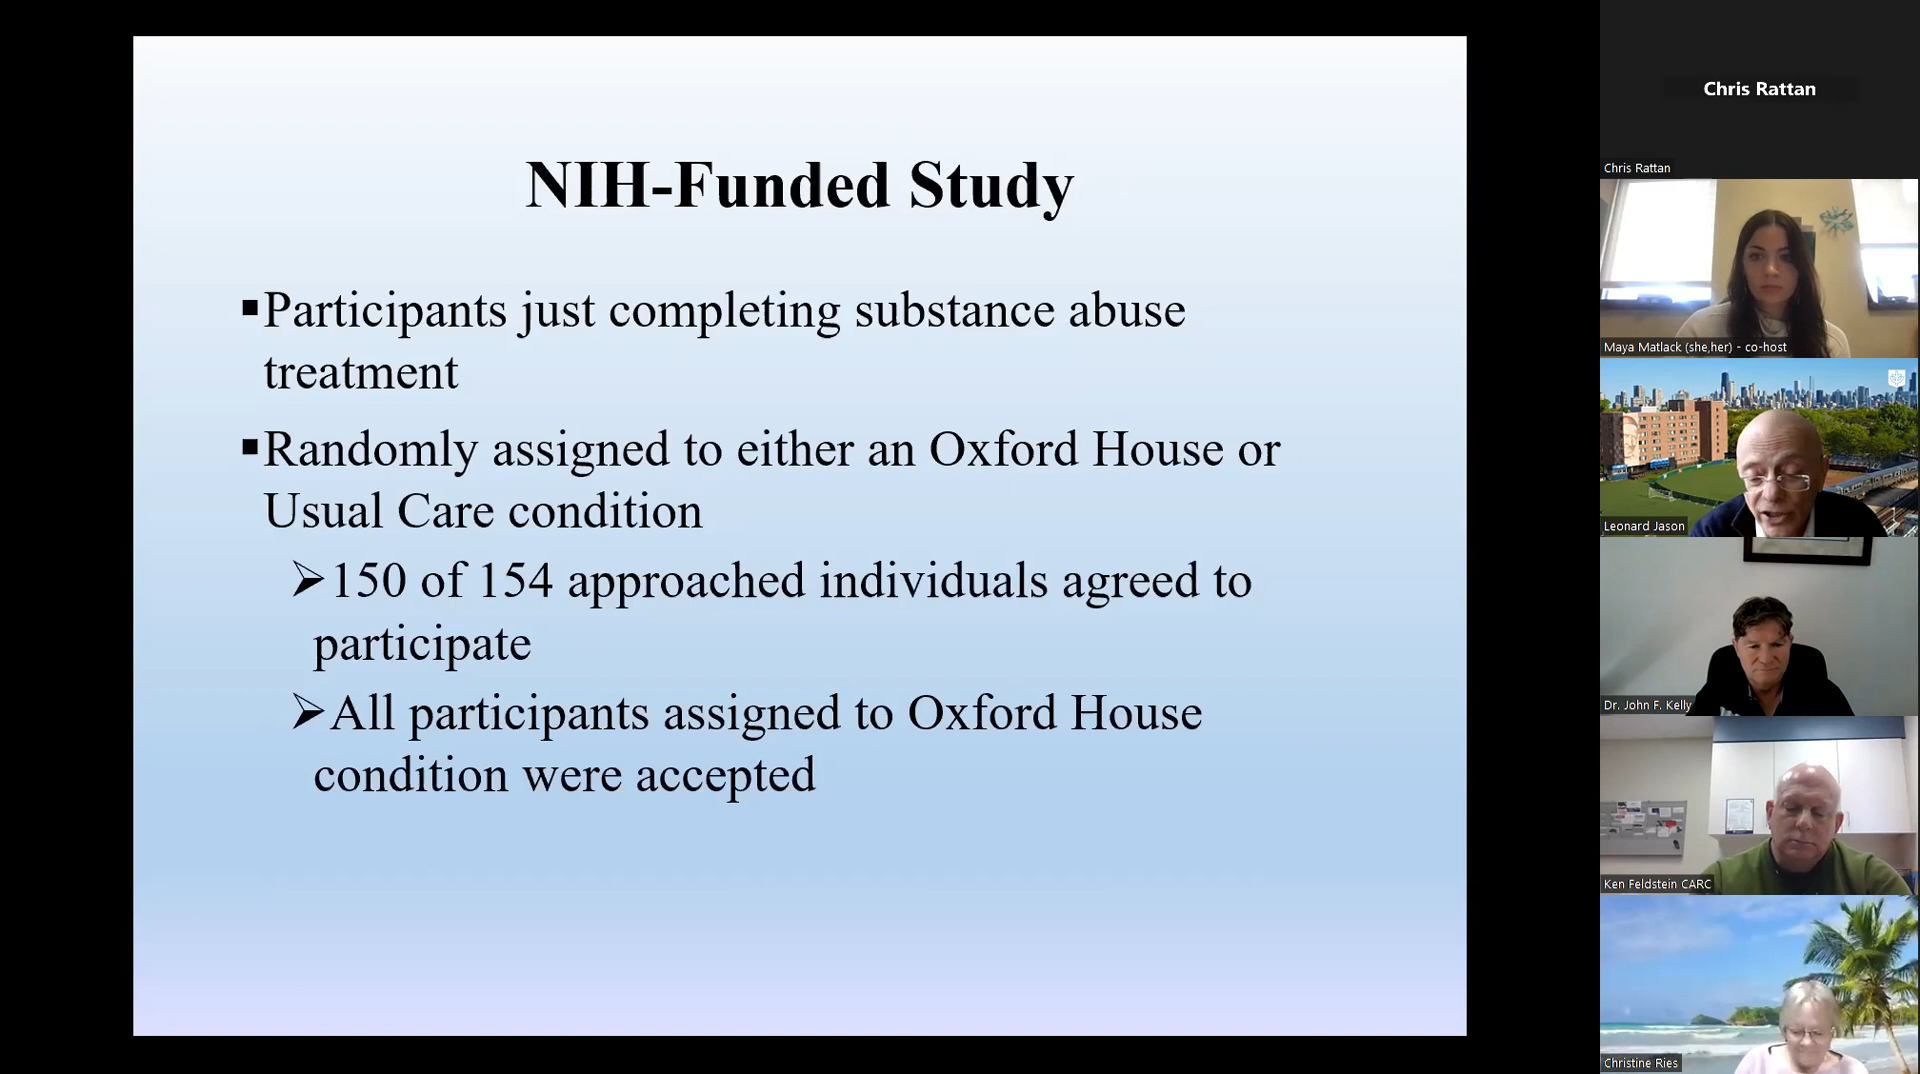 NIH-Funded Study
▪Participants just completing substance abuse
treatment
▪Randomly assigned to either an Oxford House or
Usual Care condition
➢150 of 154 approached individuals agreed to
participate
➢All participants assigned to Oxford House
condition were accepted
Chris Rattan
Chris Rattan
Maya Matlack (she,her) - co-host
Leonard Jason
Dr. John F. Kelly
Ken Feldstein CARC
Christine Ries